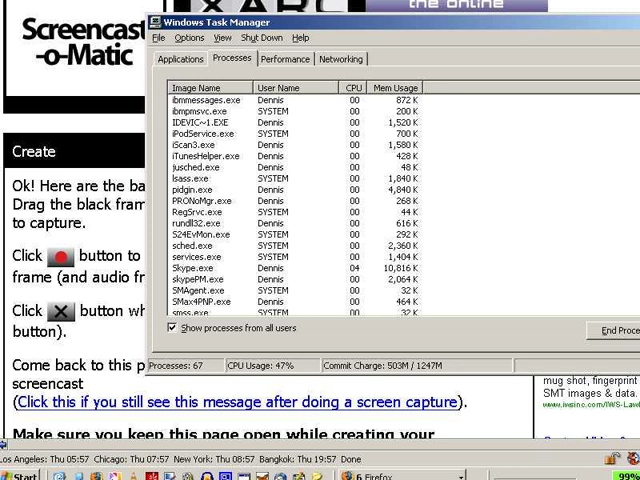 Screencast
-o-Matic
XARC
the online
Windows Task Manager
File Options View Shut Down Help
Applications Processes Performance Networking
Image Name User Name CPU Mem Usage
ibmmessages.exe Dennis 00 872 K
ibmpmsvc.exe SYSTEM 00 200 K
IDEVIC~1.EXE Dennis 00 1,520 K
iPodService.exe SYSTEM 00 700 K
iScan3.exe Dennis 00 1,580 K
iTunesHelper.exe Dennis 00 428 K
jusched.exe Dennis 00 48 K
lsass.exe SYSTEM 00 1,840 K
pidgin.exe Dennis 00 4,840 K
PRONoMgr.exe Dennis 00 268 K
RegSrvc.exe SYSTEM 00 44 K
rundll32.exe Dennis 00 616 K
S24EvMon.exe SYSTEM 00 292 K
sched.exe SYSTEM 00 2,360 K
services.exe SYSTEM 00 1,404 K
Skype.exe Dennis 04 10,816 K
skypePM.exe Dennis 00 2,064 K
SMAgent.exe SYSTEM 00 32 K
SMax4PNP.exe Dennis 00 464 K
smss.exe SYSTEM 00 32 K
Show processes from all users
End Proce
Processes: 67 CPU Usage: 47% Commit Charge: 503M / 1247M
Create
Ok! Here are the ba
Drag the black fram
to capture.
Click button to
frame (and audio fr
Click button wh
button).
Come back to this p
screencast
(Click this if you still see this message after doing a screen capture).
Make sure you keep this page open while creating your
mug shot, fingerprint
SMT images & data.
Los Angeles: Thu 05:57 Chicago: Thu 07:57 New York: Thu 08:57 Bangkok: Thu 19:57 Done
Start 6 Firefox 99%